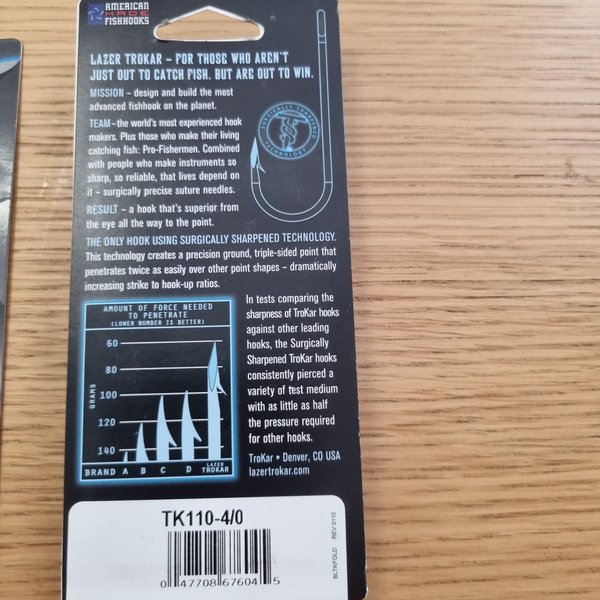 AMERICAN
MADE
FISHHOOKS
LAZER TROKAR – FOR THOSE WHO AREN'T
JUST OUT TO CATCH FISH. BUT ARE OUT TO WIN.
MISSION – design and build the most
advanced fishhook on the planet.
TEAM – the world's most experienced hook
makers. Plus those who make their living
catching fish: Pro-Fishermen. Combined
with people who make instruments so
sharp, so reliable, that lives depend on
it – surgically precise suture needles.
SURGICALLY SHARPENED
TECHNOLOGY
RESULT – a hook that's superior from
the eye all the way to the point.
THE ONLY HOOK USING SURGICALLY SHARPENED TECHNOLOGY.
This technology creates a precision ground, triple-sided point that
penetrates twice as easily over other point shapes – dramatically
increasing strike to hook-up ratios.
AMOUNT OF FORCE NEEDED
TO PENETRATE
(LOWER NUMBER IS BETTER)
GRAMS
60
80
100
120
140
BRAND A B C D LAZER TROKAR
In tests comparing the
sharpness of TroKar hooks
against other leading
hooks, the Surgically
Sharpened TroKar hooks
consistently pierced a
variety of test medium
with as little as half
the pressure required
for other hooks.
TroKar • Denver, CO USA
lazertrokar.com
TK110-4/0
0 47708 67604 5
BLTKFOLD REV 0110